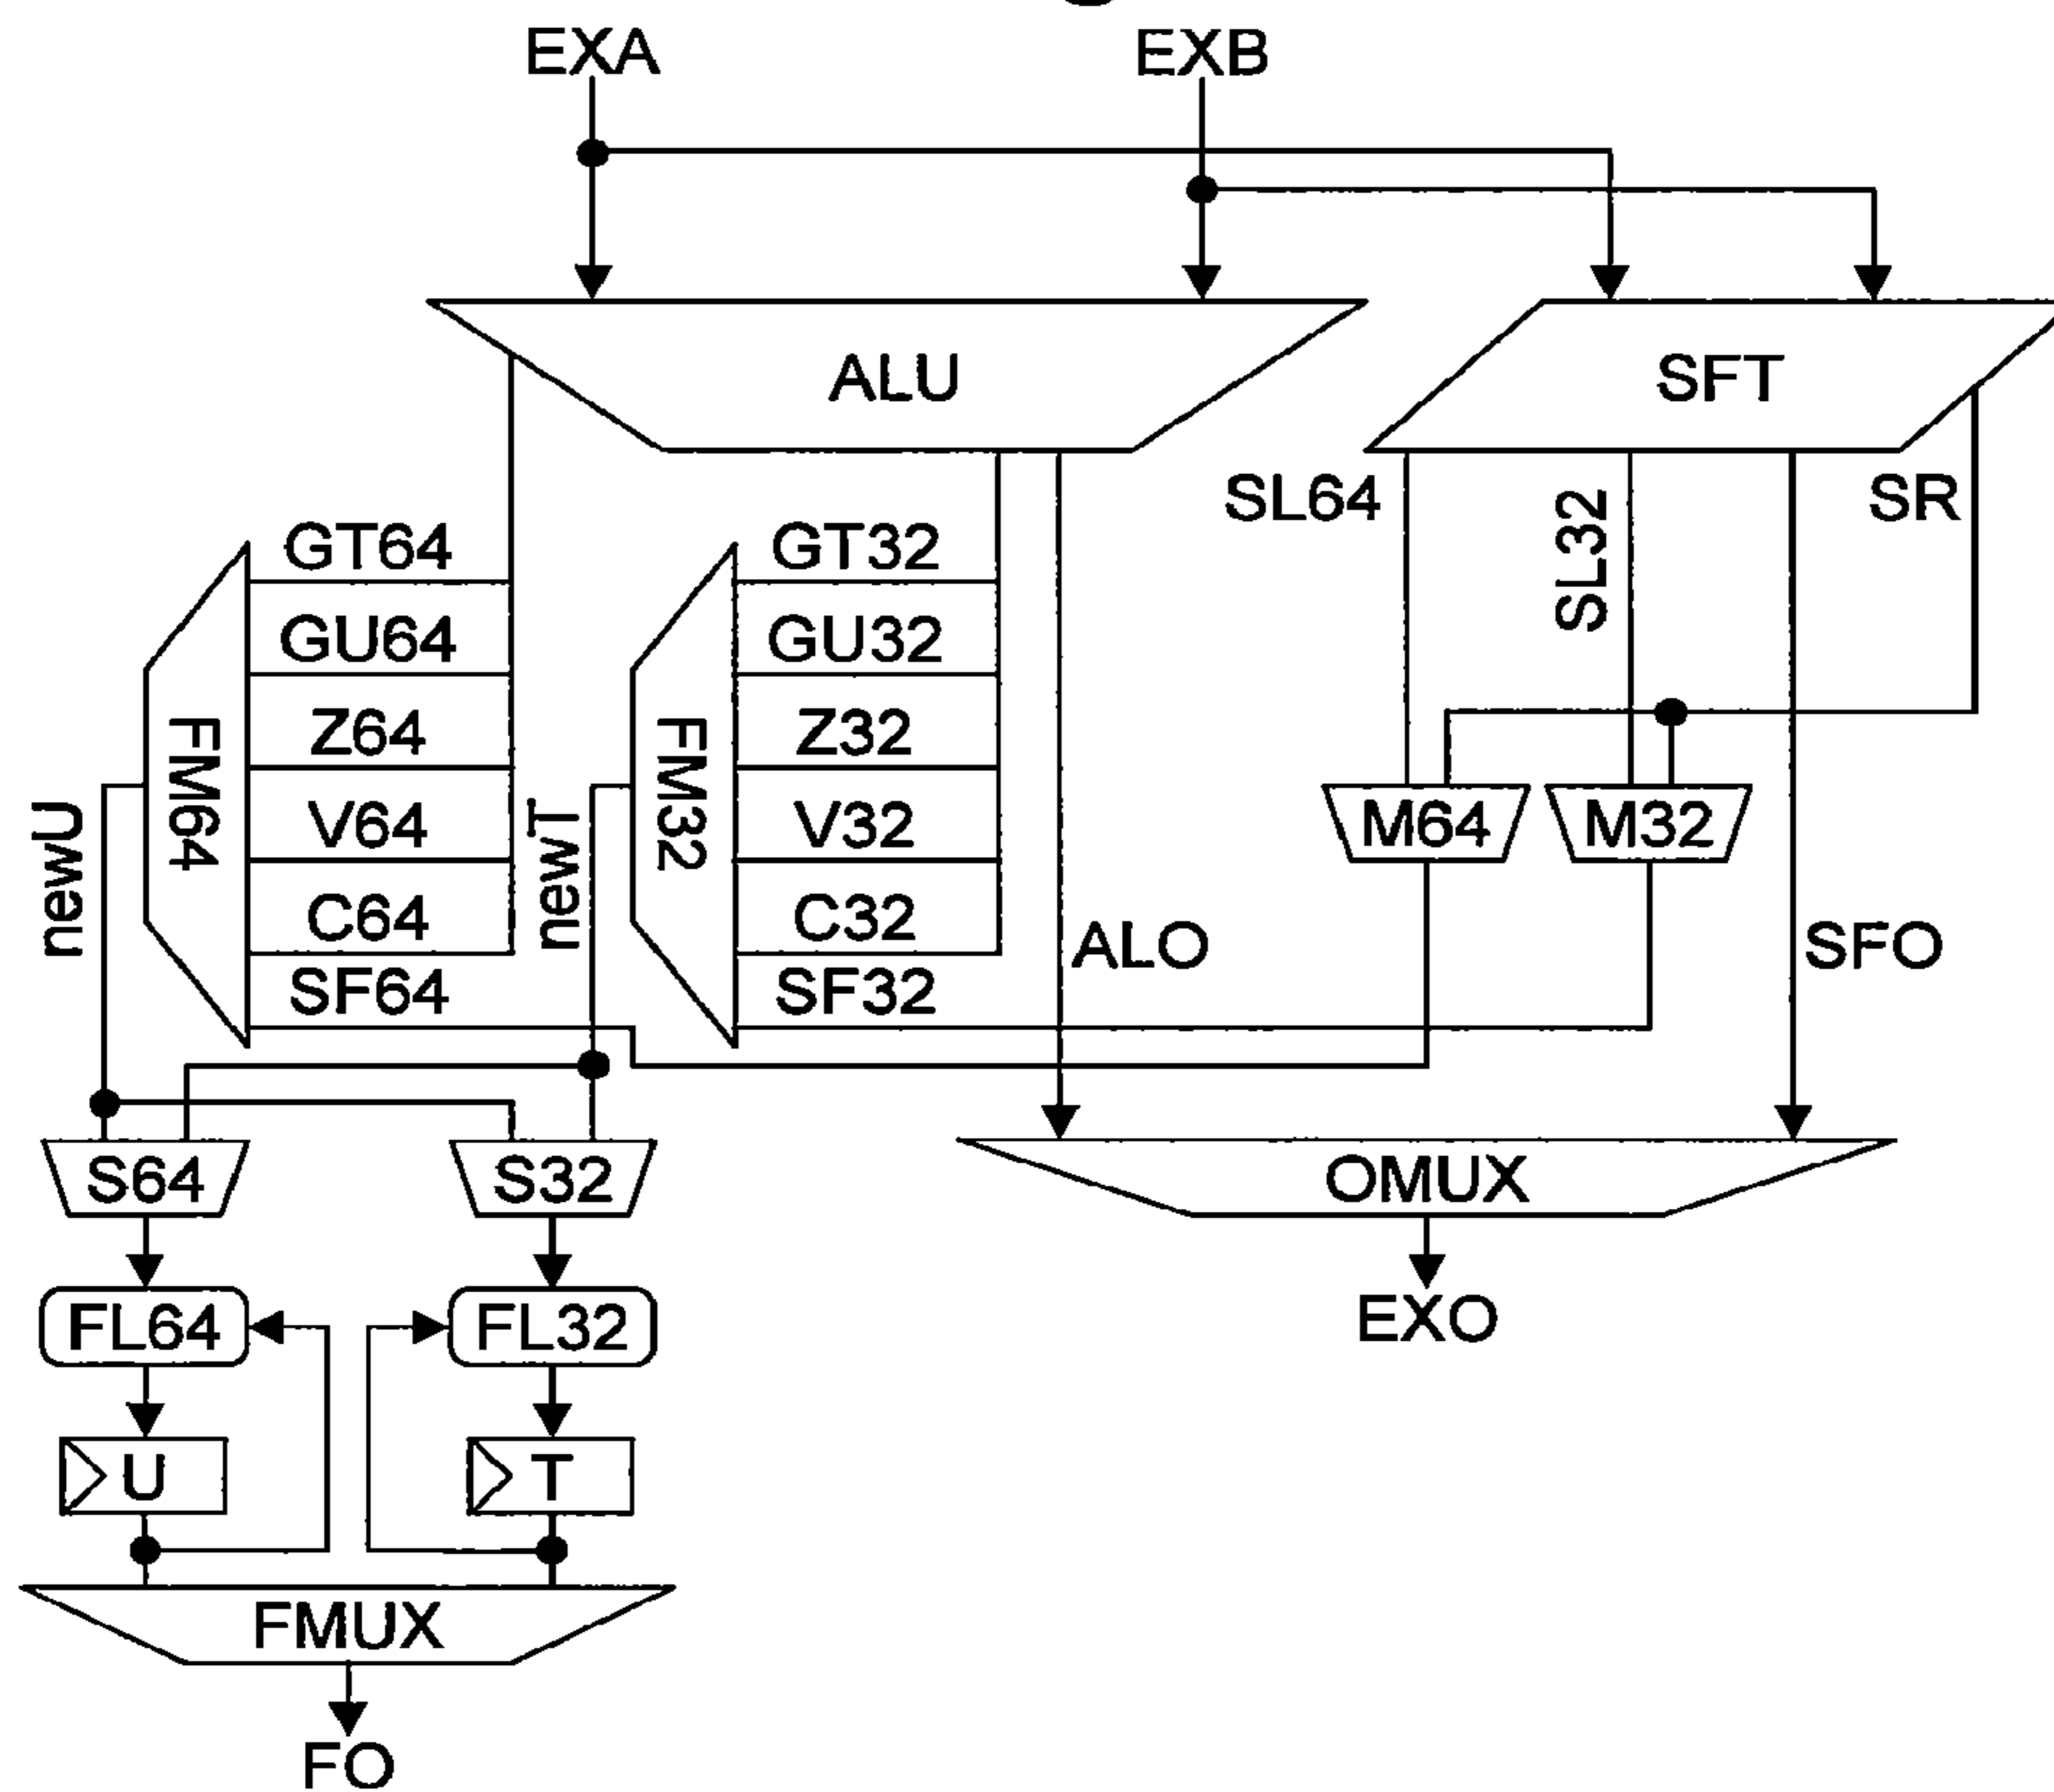 EXA
EXB
ALU
SFT
SL64
SL32
SR
GT64
GT32
GU64
GU32
Z64
Z32
FM64
FM32
M64
M32
newU
V64
newT
V32
C64
C32
ALO
SFO
SF64
SF32
S64
S32
OMUX
FL64
FL32
EXO
U
T
FMUX
FO